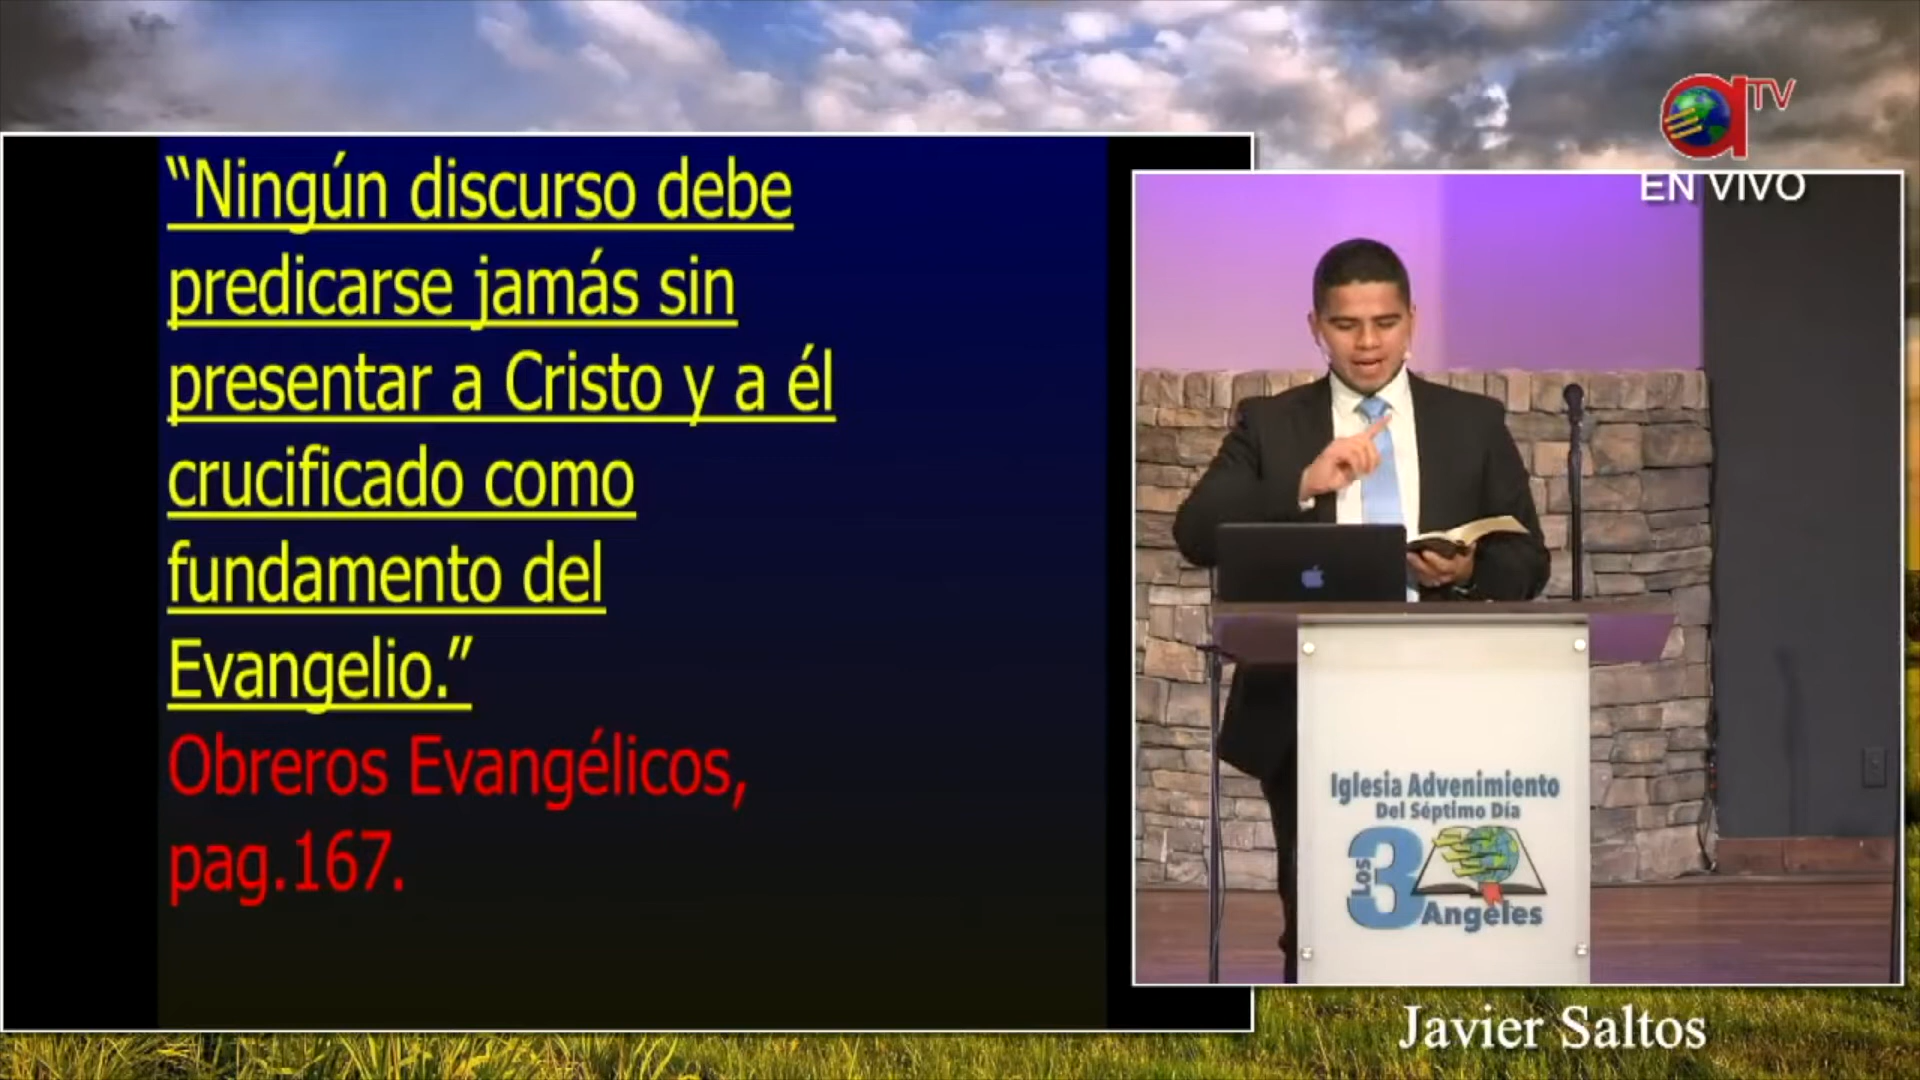 “Ningún discurso debe
predicarse jamás sin
presentar a Cristo y a él
crucificado como
fundamento del
Evangelio.”
Obreros Evangélicos,
pag.167.
a TV
EN VIVO
Iglesia Advenimiento
Del Séptimo Día
Los 3
Angeles
Javier Saltos